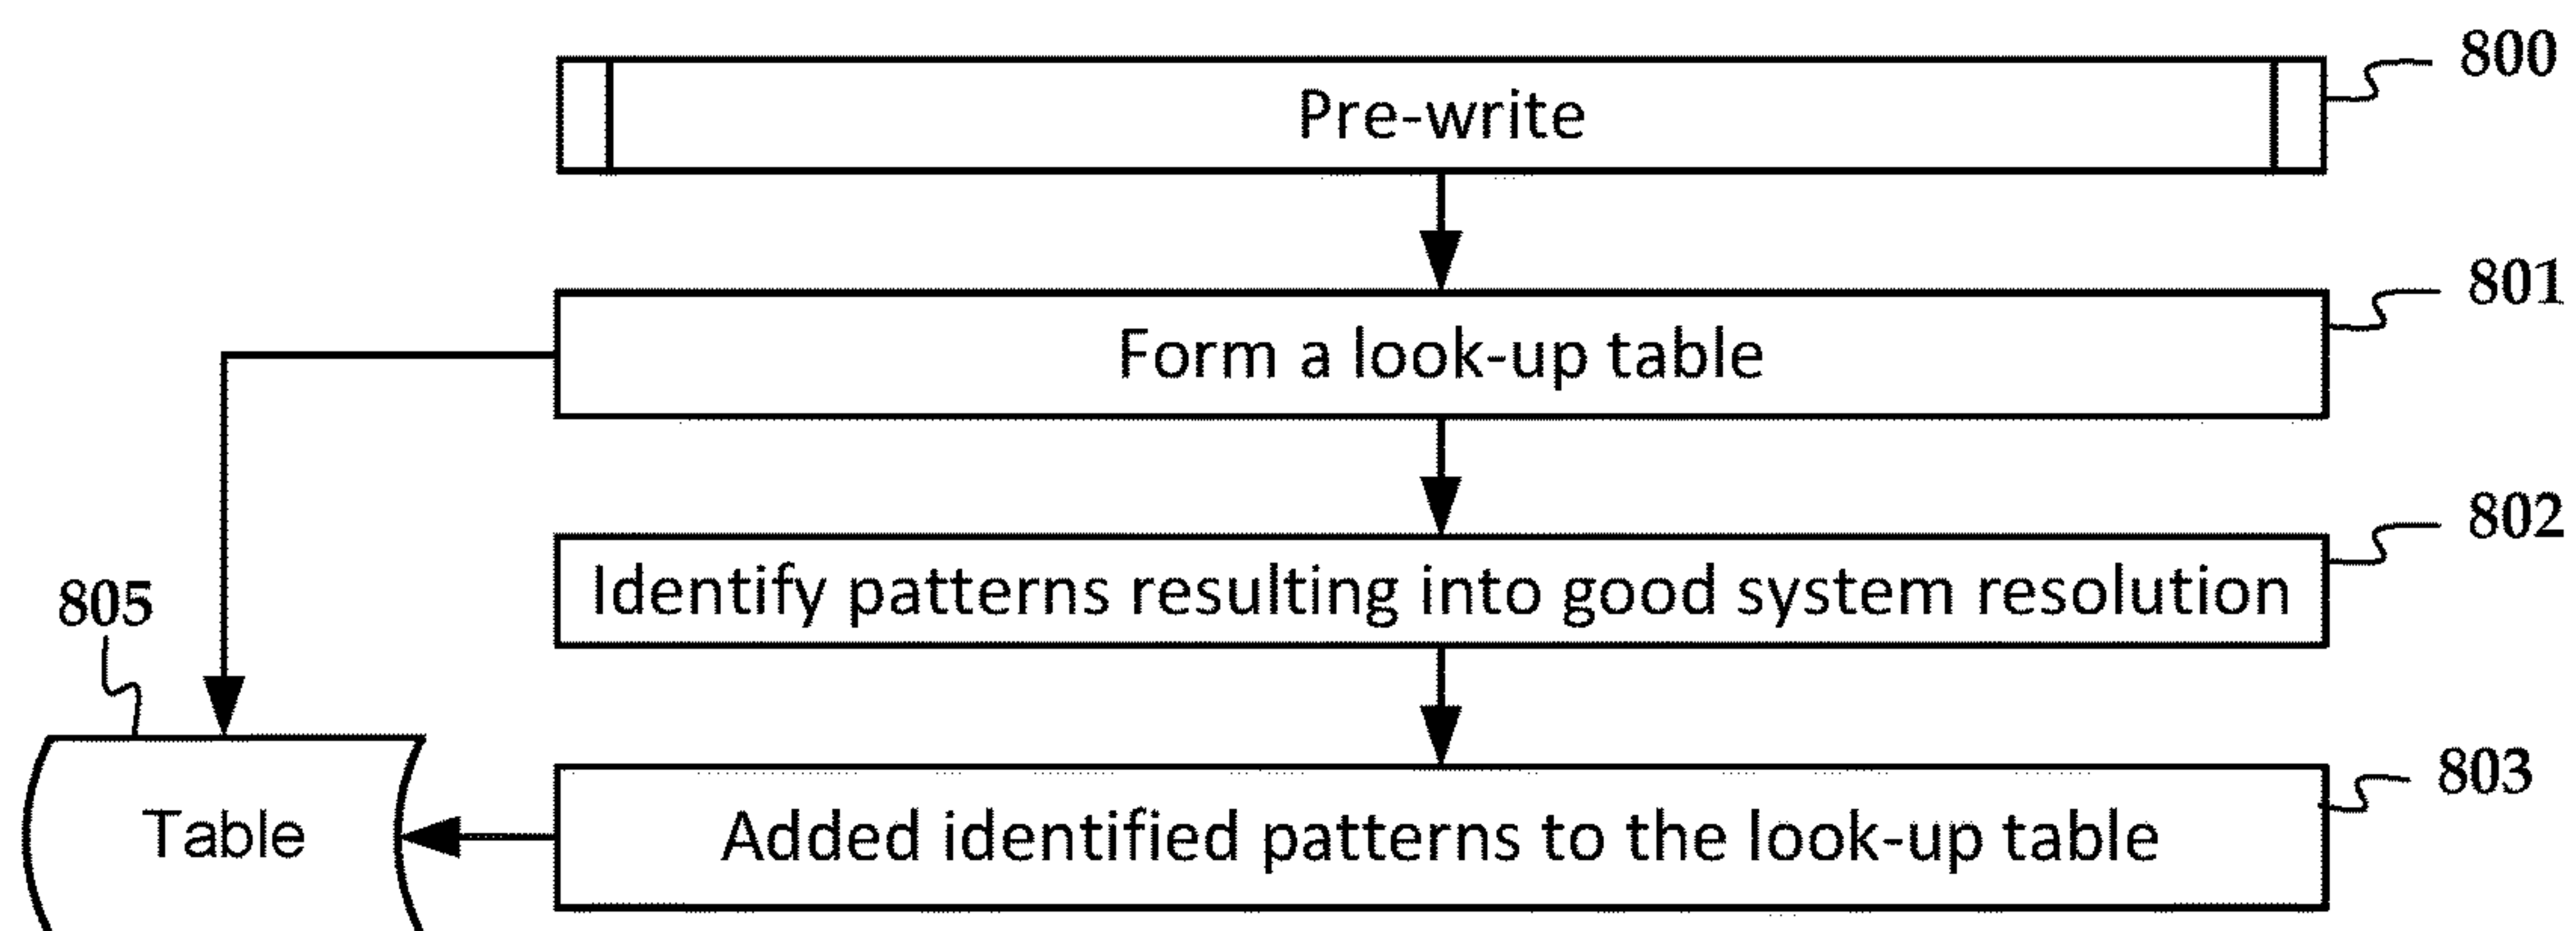 800
Pre-write
801
Form a look-up table
802
Identify patterns resulting into good system resolution
805
803
Added identified patterns to the look-up table
Table